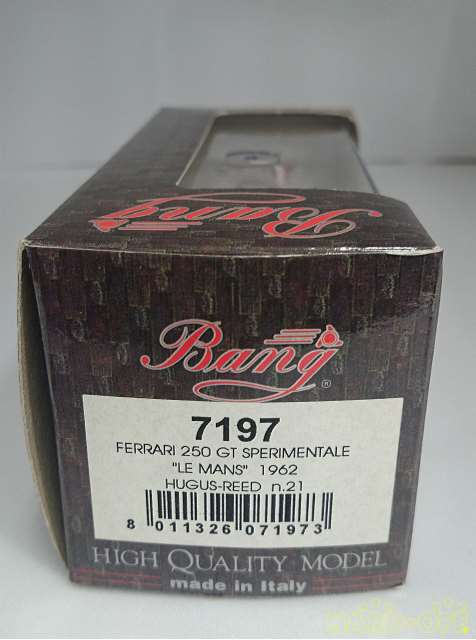 Bang
Bang
®
7197
FERRARI 250 GT SPERIMENTALE
"LE MANS" 1962
HUGUS-REED n.21
8 011326 071973
HIGH QUALITY MODEL
made in Italy